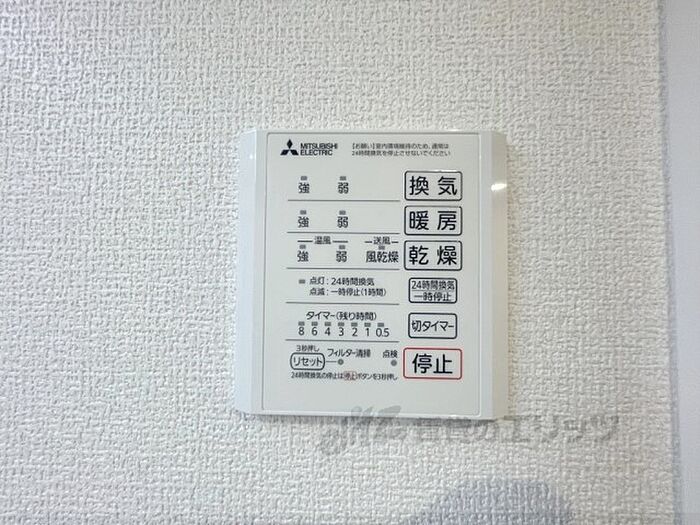 MITSUBISHI
ELECTRIC
【お願い】室内環境維持のため、通常は
24時間換気を停止させないでください
強 弱 換気
強 弱 暖房
温風 送風
強 弱 風乾燥 乾燥
点灯：24時間換気
点滅：一時停止(1時間)
24時間換気
一時停止
タイマー(残り時間)
8 6 4 3 2 1 0.5
切タイマー
3秒押し
リセット フィルター清掃 点検
停止
24時間換気の停止は停止ボタンを3秒押し
のエリッツ